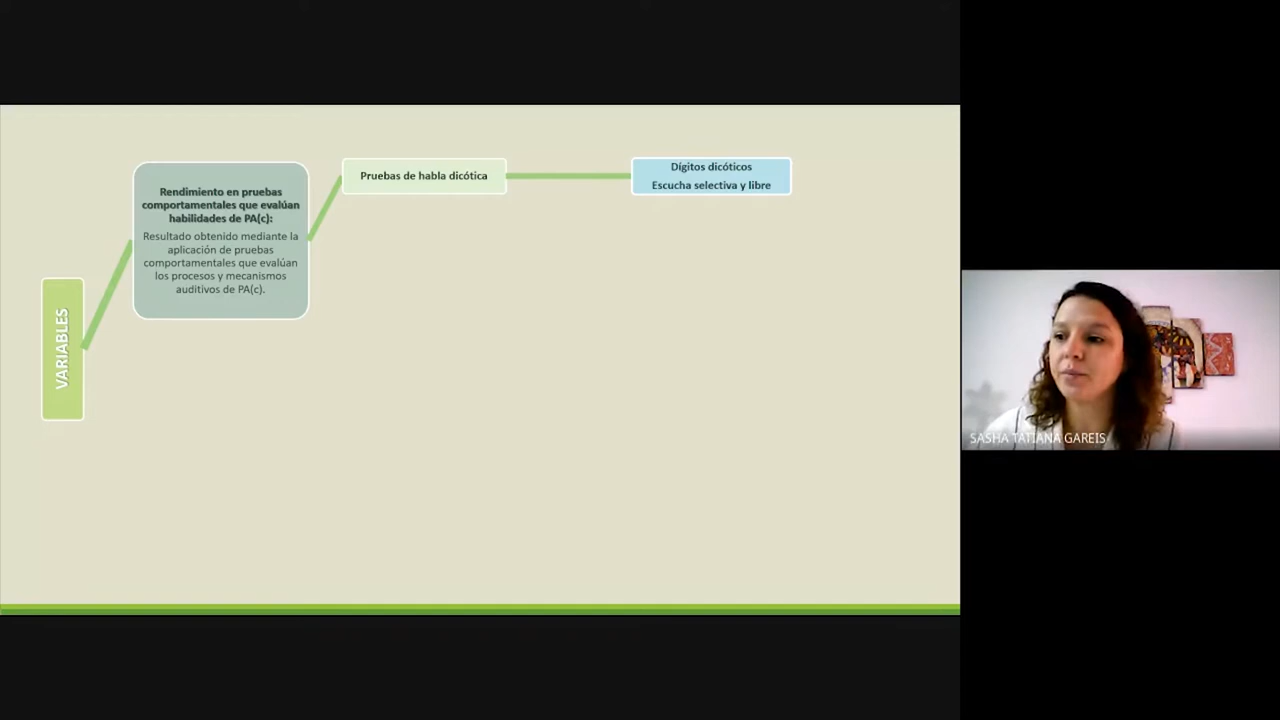 VARIABLES
Rendimiento en pruebas
comportamentales que evalúan
habilidades de PA(c):
Resultado obtenido mediante la
aplicación de pruebas
comportamentales que evalúan
los procesos y mecanismos
auditivos de PA(c).
Pruebas de habla dicótica
Dígitos dicóticos
Escucha selectiva y libre
SASHA TATIANA GAREIS